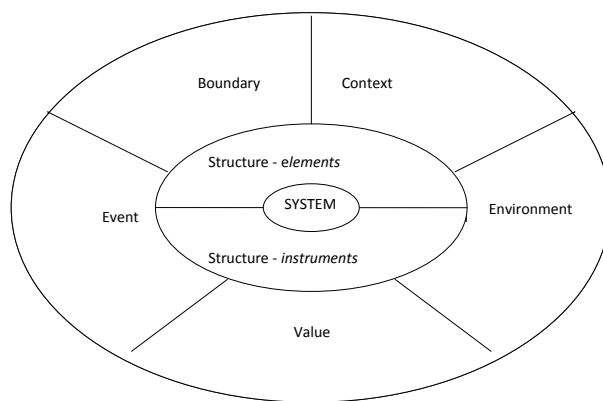 Boundary
Context
Structure - elements
SYSTEM
Event
Environment
Structure - instruments
Value